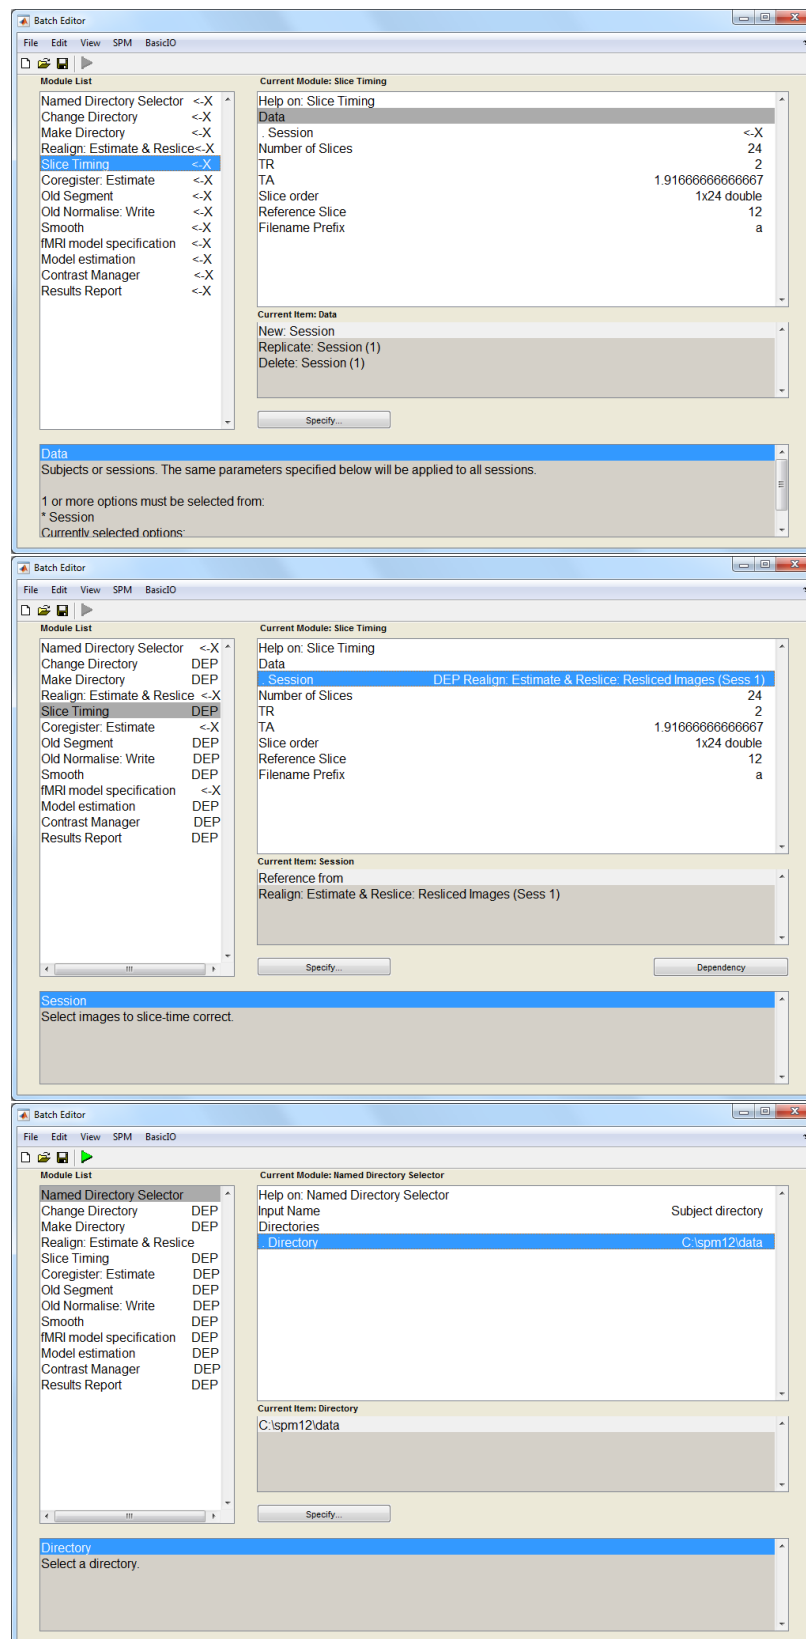 Batch Editor
File Edit View SPM BasicIO
Module List Current Module: Slice Timing
Named Directory Selector <-X Help on: Slice Timing
Change Directory <-X Data
Make Directory <-X . Session <-X
Realign: Estimate & Reslice<-X Number of Slices 24
Slice Timing <-X TR 2
Coregister: Estimate <-X TA 1.91666666666667
Old Segment <-X Slice order 1x24 double
Old Normalise: Write <-X Reference Slice 12
Smooth <-X Filename Prefix a
fMRI model specification <-X
Model estimation <-X
Contrast Manager <-X
Results Report <-X
Current Item: Data
New: Session
Replicate: Session (1)
Delete: Session (1)
Specify...
Data
Subjects or sessions. The same parameters specified below will be applied to all sessions.
1 or more options must be selected from:
* Session
Currently selected options:
Batch Editor
File Edit View SPM BasicIO
Module List Current Module: Slice Timing
Named Directory Selector <-X Help on: Slice Timing
Change Directory DEP Data
Make Directory DEP . Session DEP Realign: Estimate & Reslice: Resliced Images (Sess 1)
Realign: Estimate & Reslice <-X Number of Slices 24
Slice Timing DEP TR 2
Coregister: Estimate <-X TA 1.91666666666667
Old Segment DEP Slice order 1x24 double
Old Normalise: Write DEP Reference Slice 12
Smooth DEP Filename Prefix a
fMRI model specification <-X
Model estimation DEP
Contrast Manager DEP
Results Report DEP
Current Item: Session
Reference from
Realign: Estimate & Reslice: Resliced Images (Sess 1)
Specify... Dependency
Session
Select images to slice-time correct.
Batch Editor
File Edit View SPM BasicIO
Module List Current Module: Named Directory Selector
Named Directory Selector Help on: Named Directory Selector
Change Directory DEP Input Name Subject directory
Make Directory DEP Directories
Realign: Estimate & Reslice . Directory C:\spm12\data
Slice Timing DEP
Coregister: Estimate DEP
Old Segment DEP
Old Normalise: Write DEP
Smooth DEP
fMRI model specification DEP
Model estimation DEP
Contrast Manager DEP
Results Report DEP
Current Item: Directory
C:\spm12\data
Specify...
Directory
Select a directory.